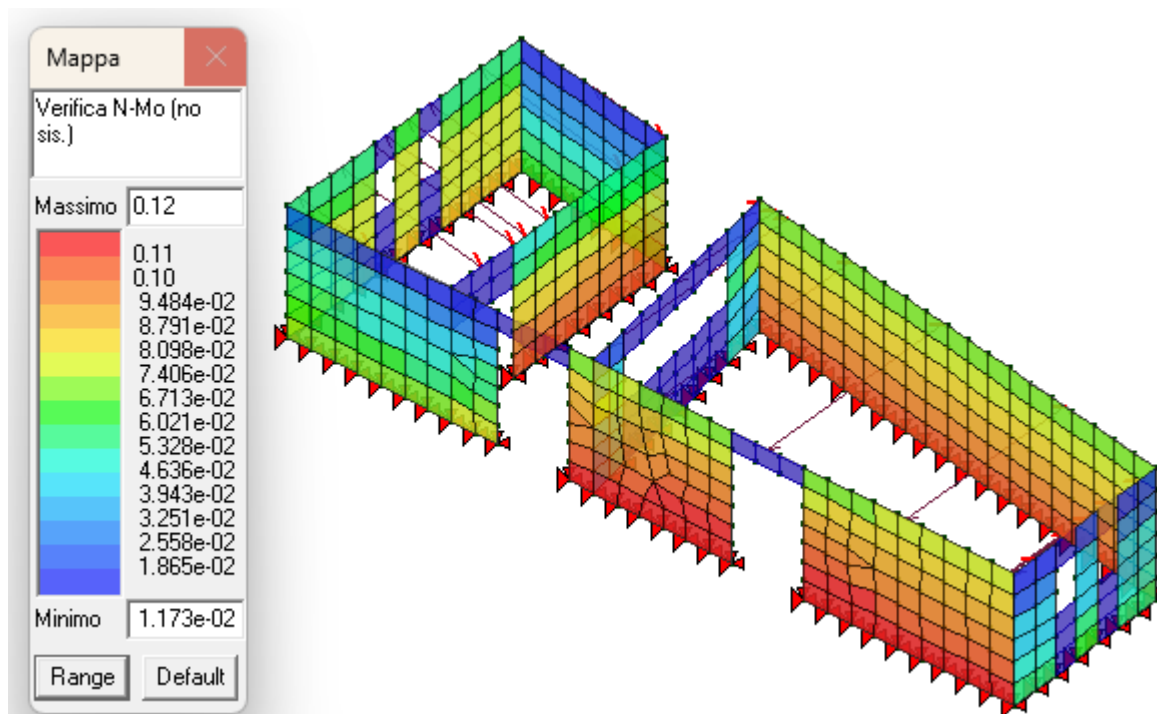 Mappa
Verifica N-Mo (no
sis.)
Massimo 0.12
0.11
0.10
9.484e-02
8.791e-02
8.098e-02
7.406e-02
6.713e-02
6.021e-02
5.328e-02
4.636e-02
3.943e-02
3.251e-02
2.558e-02
1.865e-02
Minimo 1.173e-02
Range Default